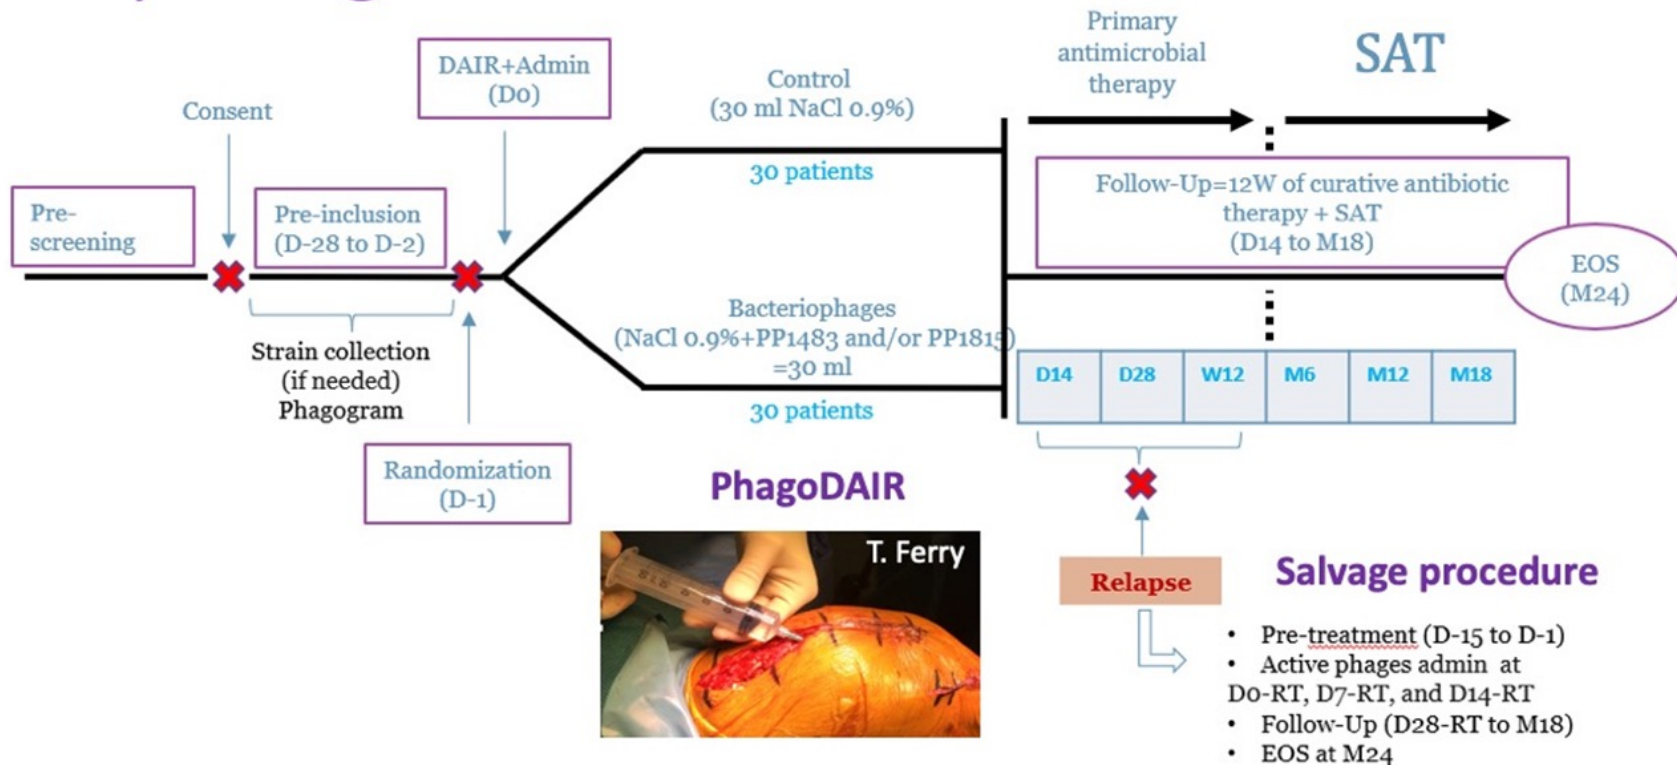 Primary
antimicrobial
therapy
SAT
DAIR+Admin
(D0)
Control
(30 ml NaCl 0.9%)
30 patients
Consent
Pre-
screening
Pre-inclusion
(D-28 to D-2)
Follow-Up=12W of curative antibiotic
therapy + SAT
(D14 to M18)
EOS
(M24)
Strain collection
(if needed)
Phagogram
Bacteriophages
(NaCl 0.9%+PP1483 and/or PP1815)
=30 ml
30 patients
D14 D28 W12 M6 M12 M18
Randomization
(D-1)
PhagoDAIR
T. Ferry
Relapse
Salvage procedure
• Pre-treatment (D-15 to D-1)
• Active phages admin at
D0-RT, D7-RT, and D14-RT
• Follow-Up (D28-RT to M18)
• EOS at M24